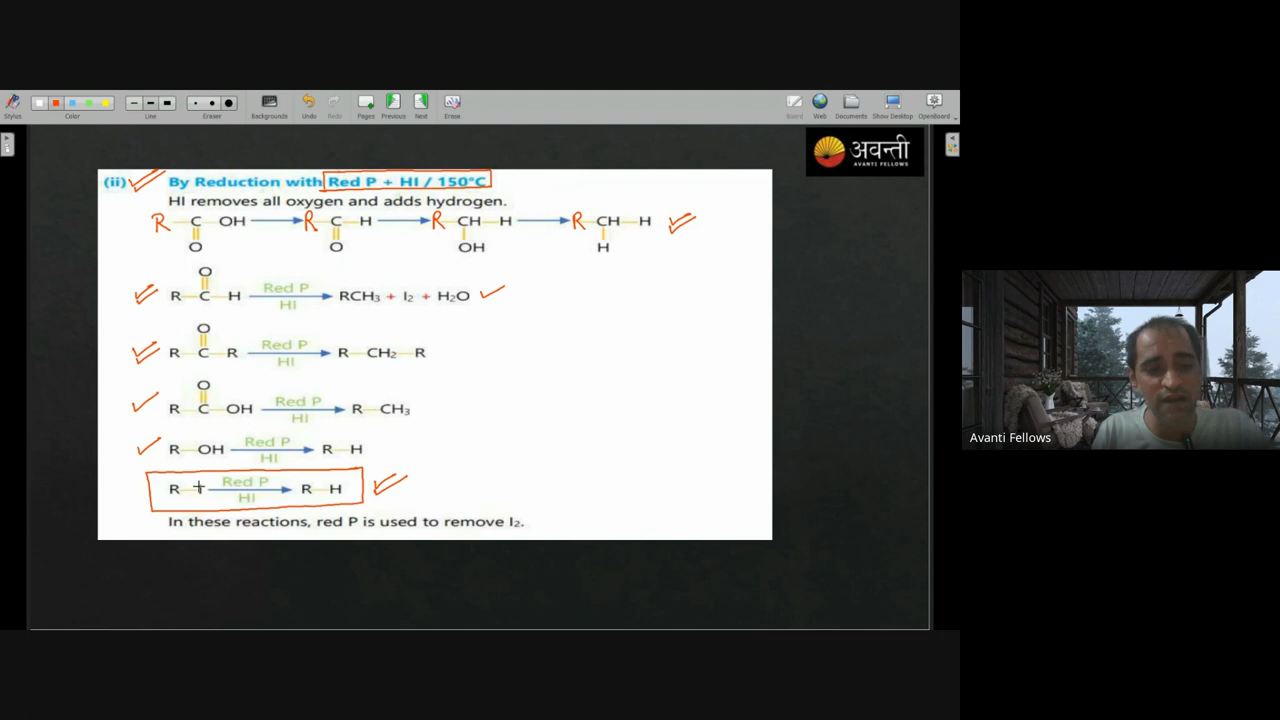 Stylus Color Line Eraser Backgrounds Undo Redo Pages Previous Next Erase Board Web Documents Show Desktop OpenBoard
अवन्ती
AVANTI FELLOWS
(ii) By Reduction with Red P + HI / 150°C
HI removes all oxygen and adds hydrogen.
R C OH R C H R CH H R CH H
O O OH H
O
R C H Red P HI RCH₃ + I₂ + H₂O
O
R C R Red P HI R CH₂ R
O
R C OH Red P HI R CH₃
R OH Red P HI R H
R I Red P HI R H
In these reactions, red P is used to remove I₂.
Avanti Fellows